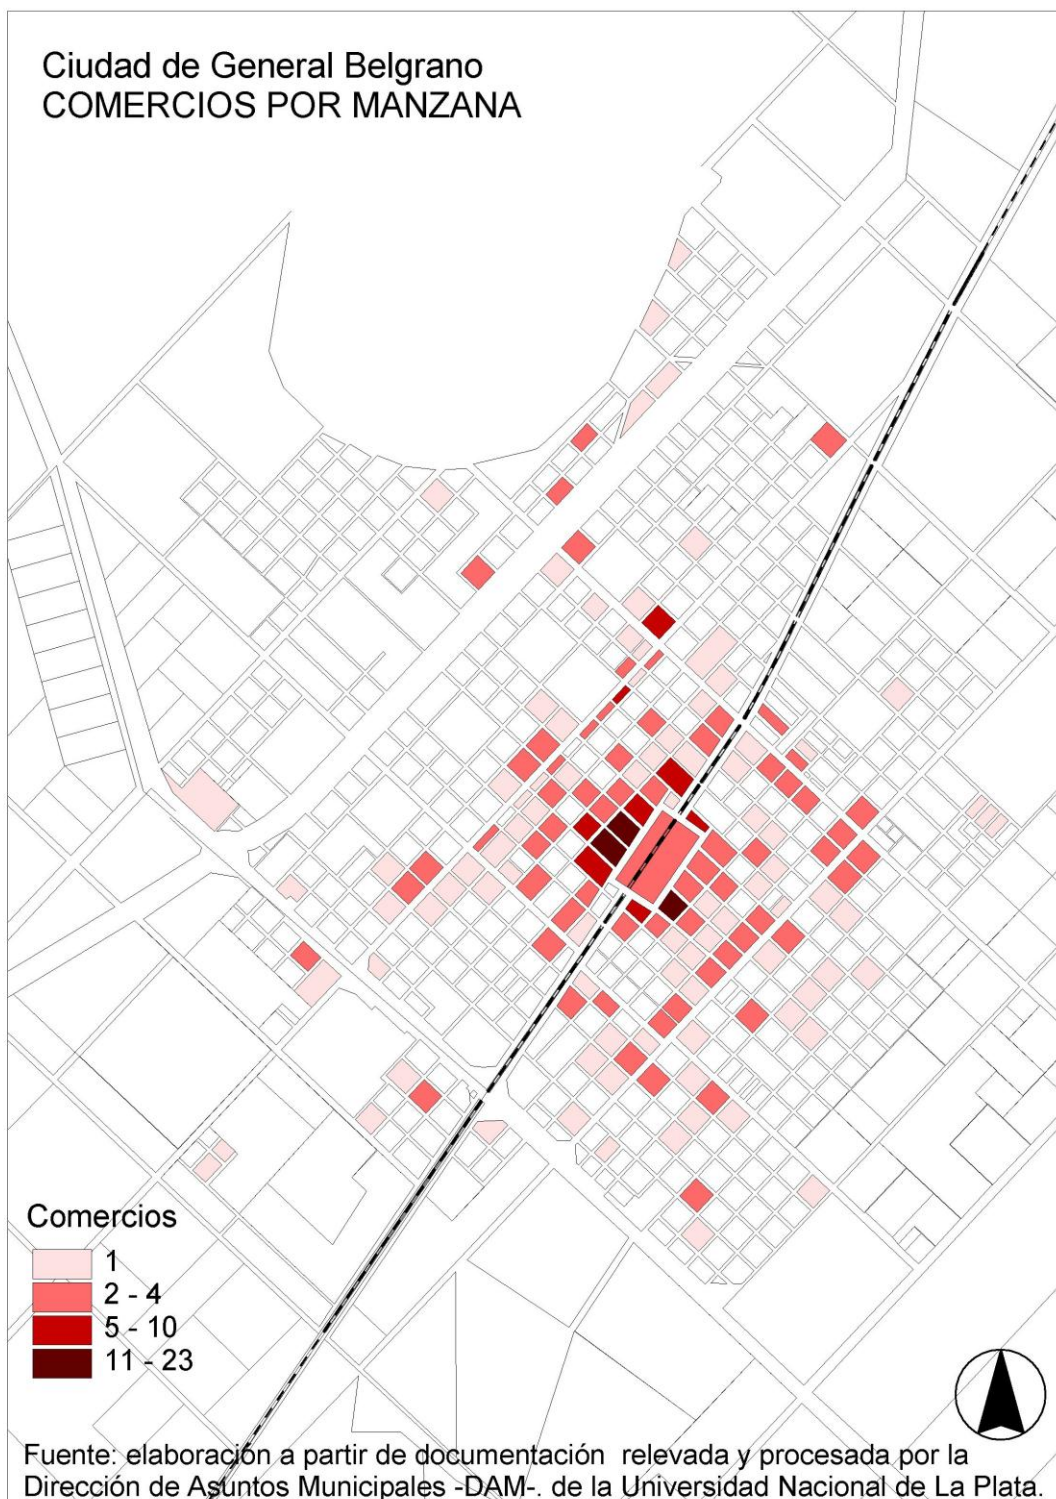 Ciudad de General Belgrano
COMERCIOS POR MANZANA
Comercios
1
2 - 4
5 - 10
11 - 23
Fuente: elaboración a partir de documentación relevada y procesada por la
Dirección de Asuntos Municipales -DAM-. de la Universidad Nacional de La Plata.